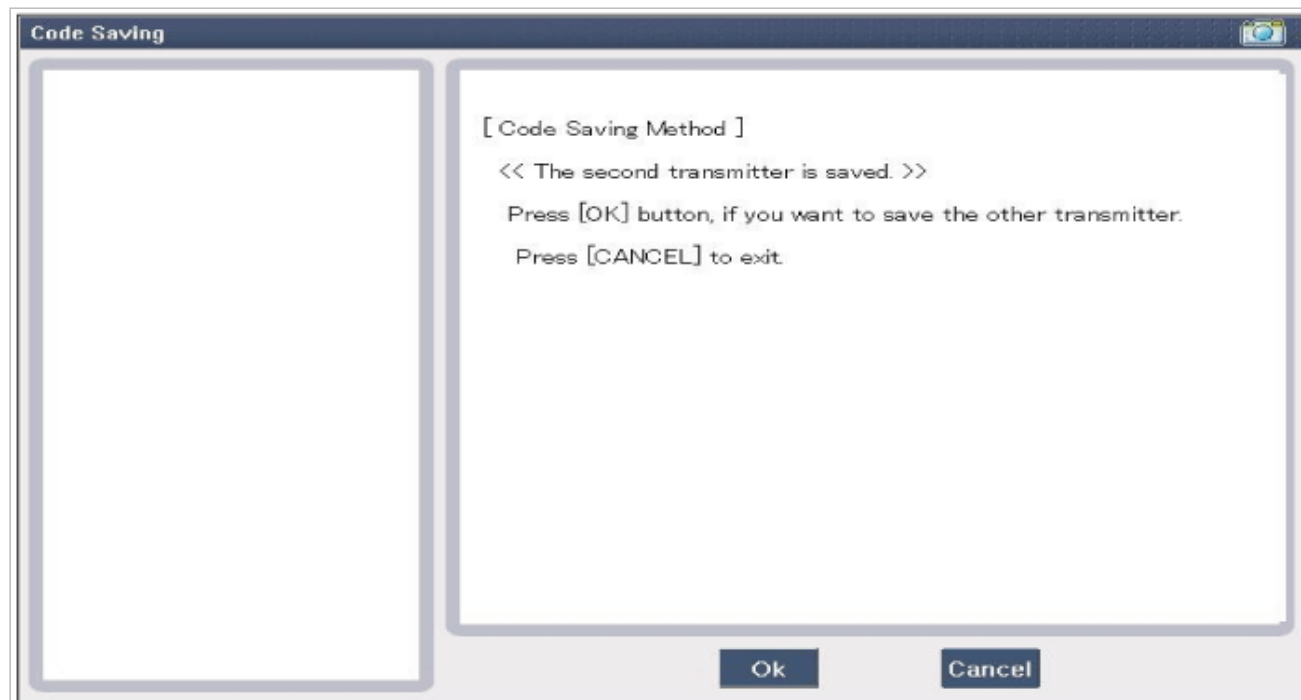 Code Saving
[ Code Saving Method ]
<< The second transmitter is saved. >>
Press [OK] button, if you want to save the other transmitter.
Press [CANCEL] to exit.
Ok
Cancel